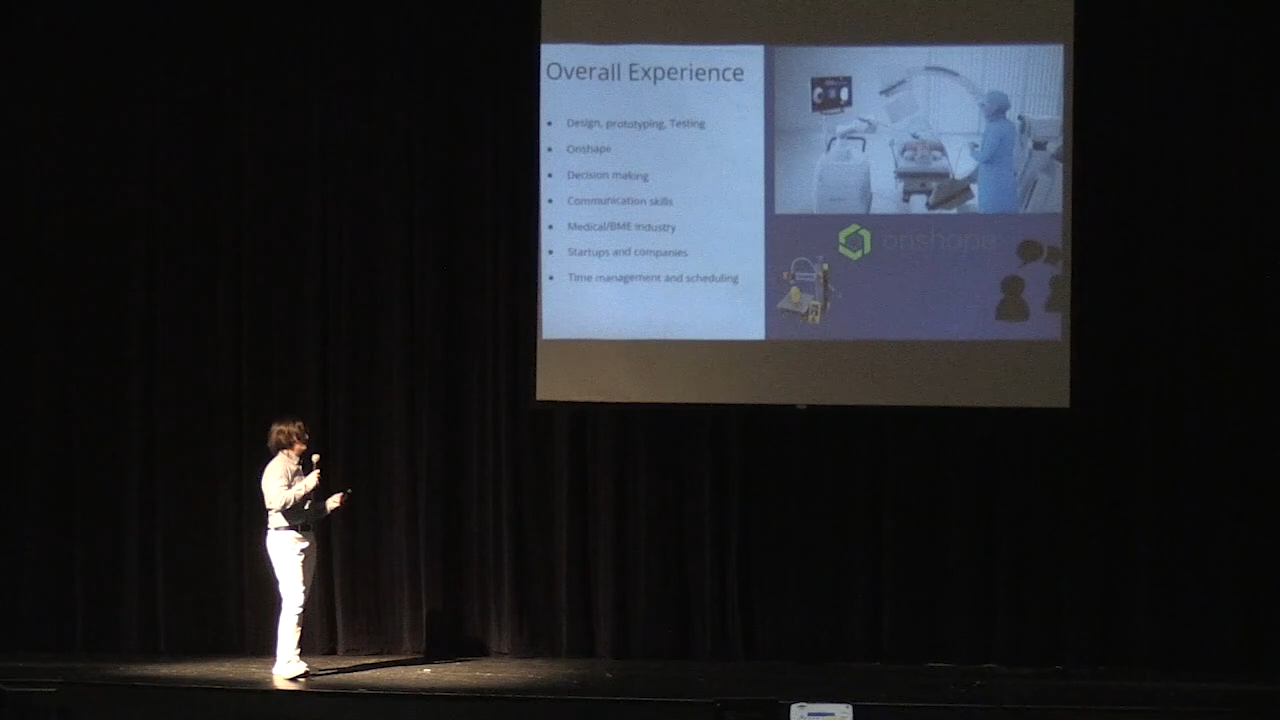 Overall Experience
Design, prototyping, Testing
Onshape
Decision making
Communication skills
Medical/BME industry
Startups and companies
Time management and scheduling
onshape